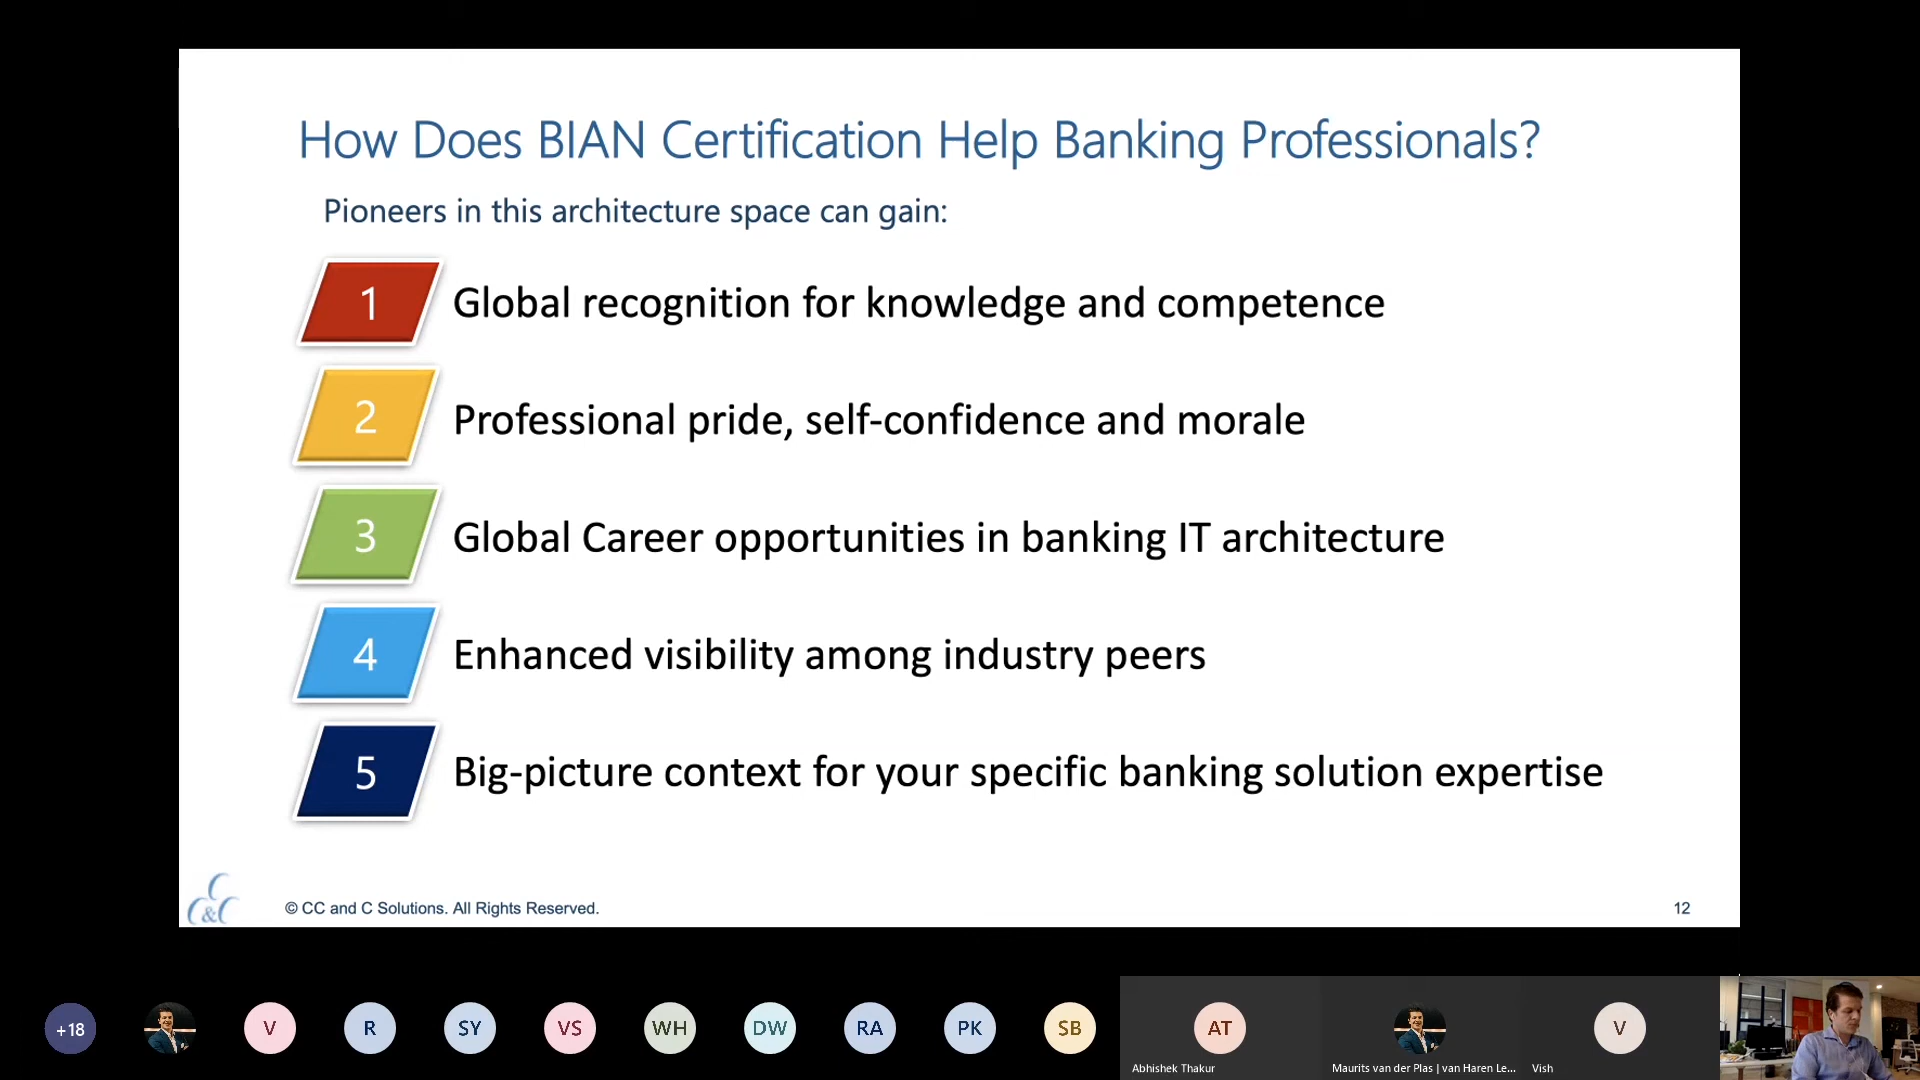 How Does BIAN Certification Help Banking Professionals?
Pioneers in this architecture space can gain:
1 Global recognition for knowledge and competence
2 Professional pride, self-confidence and morale
3 Global Career opportunities in banking IT architecture
4 Enhanced visibility among industry peers
5 Big-picture context for your specific banking solution expertise
C
C&C
© CC and C Solutions. All Rights Reserved.
12
+18 V R SY VS WH DW RA PK SB AT V
Abhishek Thakur Maurits van der Plas | van Haren Le... Vish